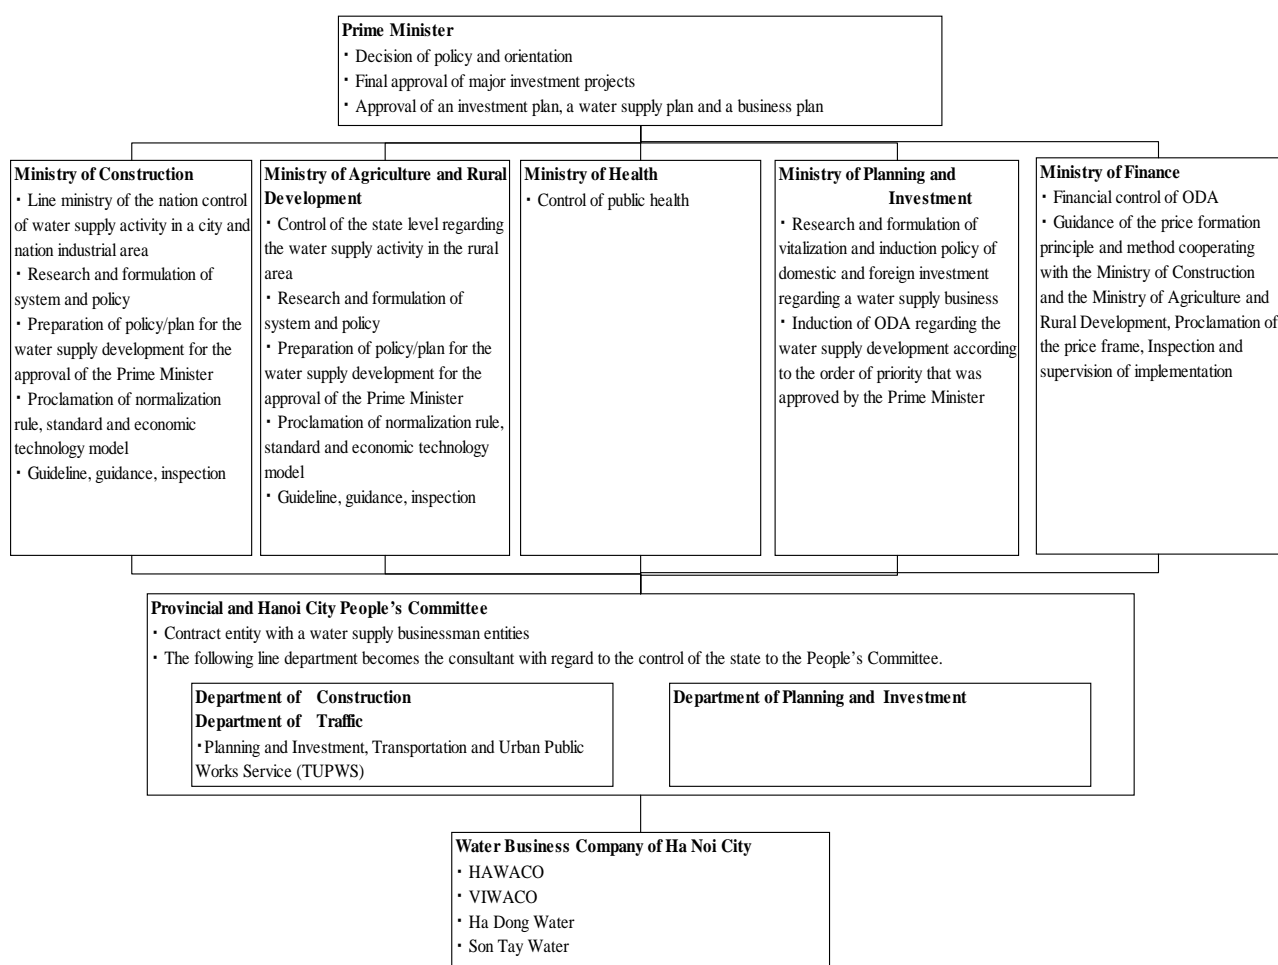 Prime Minister
・ Decision of policy and orientation
・ Final approval of major investment projects
・ Approval of an investment plan, a water supply plan and a business plan
Ministry of Construction
・ Line ministry of the nation control
of water supply activity in a city and
nation industrial area
・ Research and formulation of
system and policy
・ Preparation of policy/plan for the
water supply development for the
approval of the Prime Minister
・ Proclamation of normalization
rule, standard and economic
technology model
・ Guideline, guidance, inspection
Ministry of Agriculture and Rural
Development
・ Control of the state level regarding
the water supply activity in the rural
area
・ Research and formulation of
system and policy
・ Preparation of policy/plan for the
water supply development for the
approval of the Prime Minister
・ Proclamation of normalization rule,
standard and economic technology
model
・ Guideline, guidance, inspection
Ministry of Health
・ Control of public health
Ministry of Planning and
Investment
・ Research and formulation of
vitalization and induction policy of
domestic and foreign investment
regarding a water supply business
・ Induction of ODA regarding the
water supply development according
to the order of priority that was
approved by the Prime Minister
Ministry of Finance
・ Financial control of ODA
・ Guidance of the price formation
principle and method cooperating
with the Ministry of Construction
and the Ministry of Agriculture and
Rural Development, Proclamation of
the price frame, Inspection and
supervision of implementation
Provincial and Hanoi City People's Committee
・ Contract entity with a water supply businessman entities
・ The following line department becomes the consultant with regard to the control of the state to the People's Committee.
Department of Construction
Department of Traffic
・Planning and Investment, Transportation and Urban Public
Works Service (TUPWS)
Department of Planning and Investment
Water Business Company of Ha Noi City
・ HAWACO
・ VIWACO
・ Ha Dong Water
・ Son Tay Water